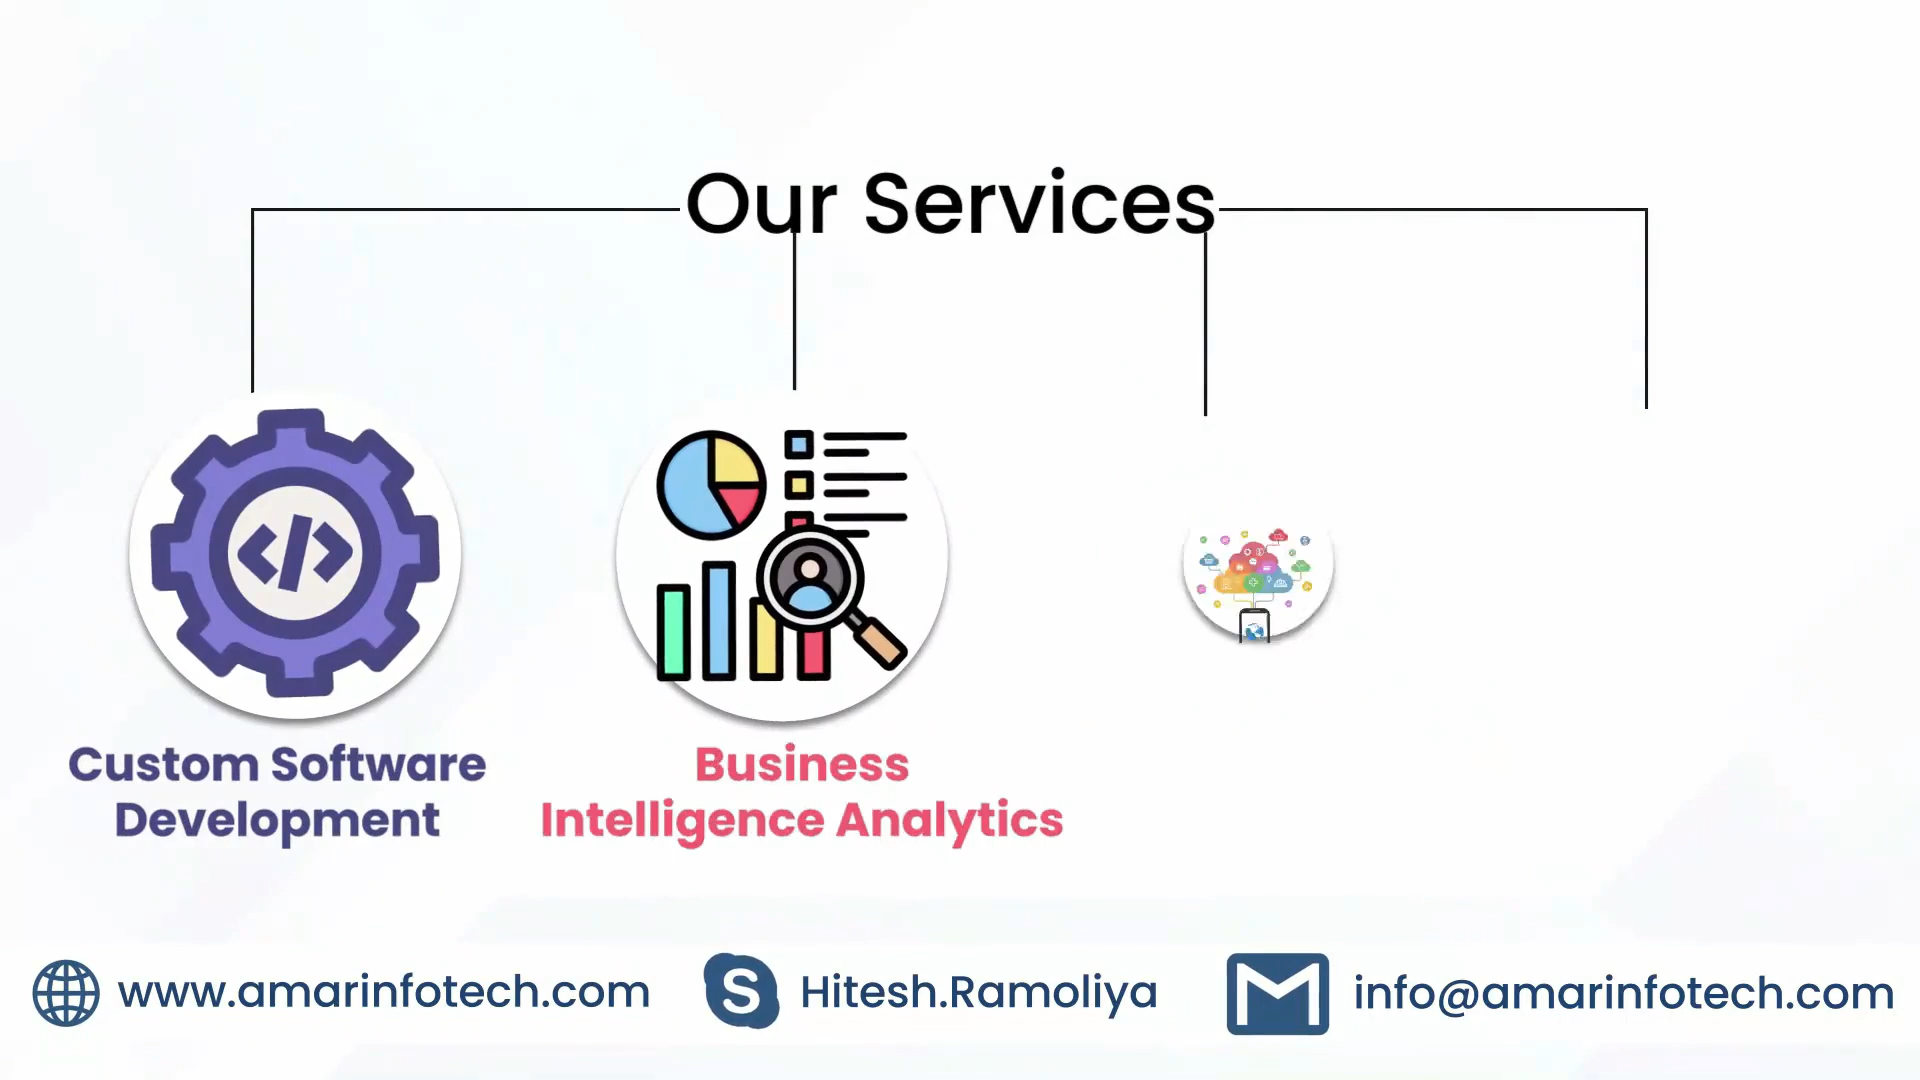 Our Services
Custom Software
Development
Business
Intelligence Analytics
www.amarinfotech.com
Hitesh.Ramoliya
info@amarinfotech.com